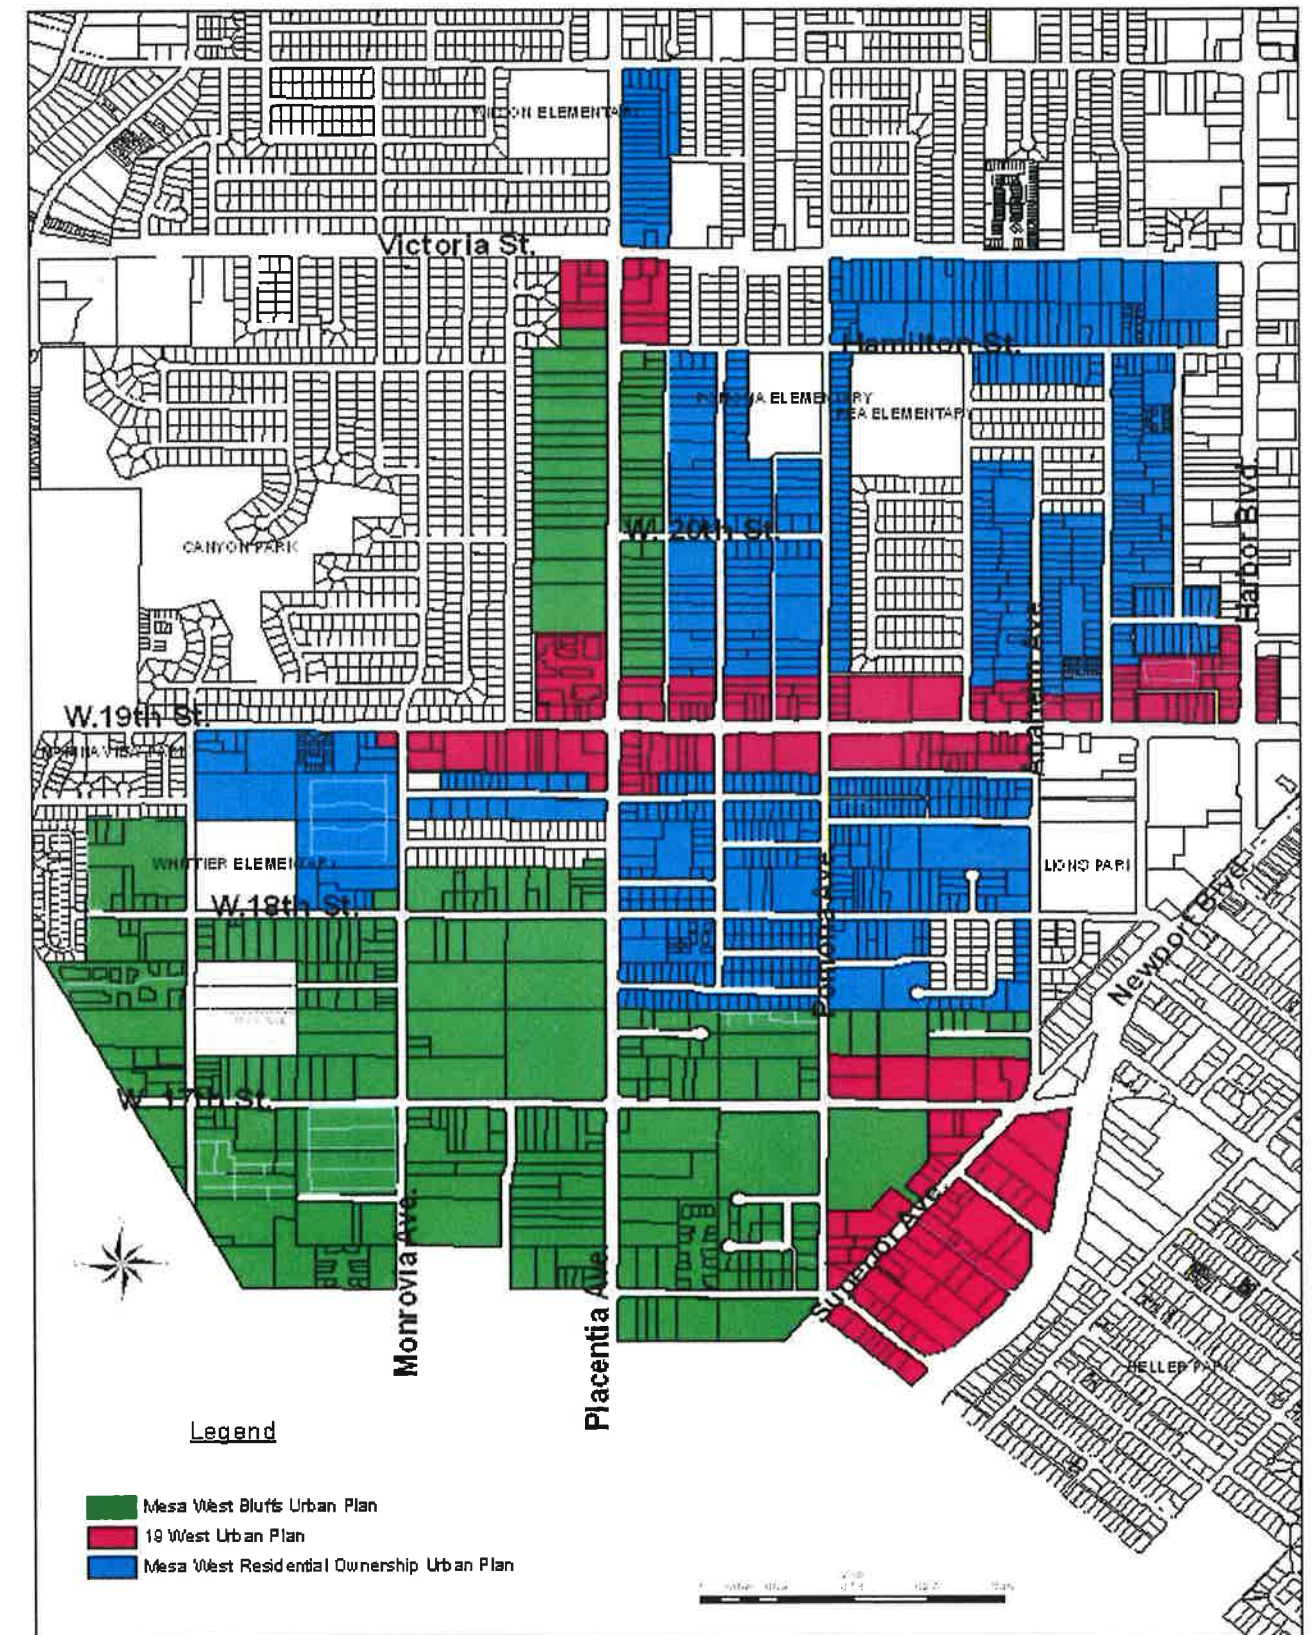 Victoria St.
Hamilton St.
W. 20th St.
CANYON PARK
Harbor Blvd.
Anaheim Ave.
W.19th St.
WHITTIER ELEMENTARY
W.18th St.
Pomona Ave.
Newport Blvd.
W. 17th St.
Superior Ave.
Monrovia Ave.
Placentia Ave.
HELLER PARK
Legend
Mesa West Bluffs Urban Plan
19 West Urban Plan
Mesa West Residential Ownership Urban Plan